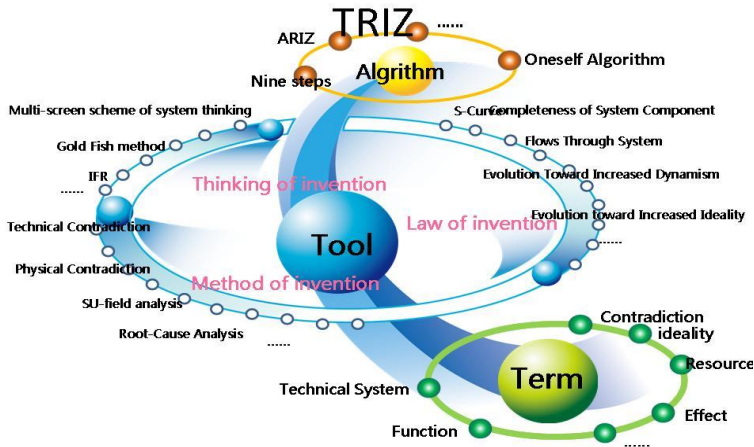 TRIZ
......
ARIZ
Oneself Algorithm
Algrithm
Nine steps
Multi-screen scheme of system thinking
S-Curve
Completeness of System Component
Gold Fish method
Flows Through System
IFR
Evolution Toward Increased Dynamism
Thinking of invention
......
Evolution toward Increased Ideality
Technical Contradiction
Law of invention
Tool
......
Physical Contradiction
Method of invention
SU-field analysis
Root-Cause Analysis
......
Contradiction
ideality
Resource
Technical System
Term
Effect
Function
......